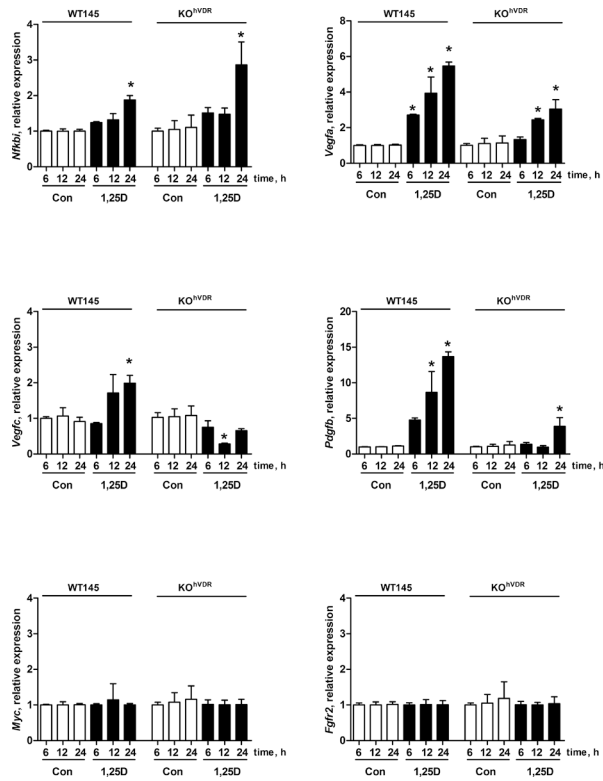 WT145 KO^hVDR
Nfkbi, relative expression
4
3
2
1
0
* *
6 12 24 6 12 24 6 12 24 6 12 24 time, h
Con 1,25D Con 1,25D
WT145 KO^hVDR
Vegfa, relative expression
8
6
4
2
0
* * * * *
6 12 24 6 12 24 6 12 24 6 12 24 time, h
Con 1,25D Con 1,25D
WT145 KO^hVDR
Vegfc, relative expression
4
3
2
1
0
* *
6 12 24 6 12 24 6 12 24 6 12 24 time, h
Con 1,25D Con 1,25D
WT145 KO^hVDR
Pdgfb, relative expression
20
15
10
5
0
* * *
6 12 24 6 12 24 6 12 24 6 12 24 time, h
Con 1,25D Con 1,25D
WT145 KO^hVDR
Myc, relative expression
4
3
2
1
0
6 12 24 6 12 24 6 12 24 6 12 24 time, h
Con 1,25D Con 1,25D
WT145 KO^hVDR
Fgfr2, relative expression
4
3
2
1
0
6 12 24 6 12 24 6 12 24 6 12 24 time, h
Con 1,25D Con 1,25D